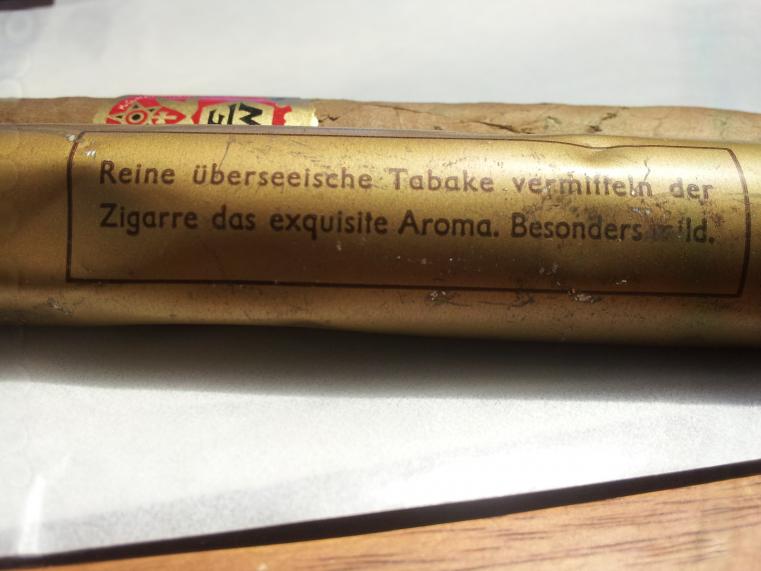 Reine überseeische Tabake vermitteln der
Zigarre das exquisite Aroma. Besonders mild.